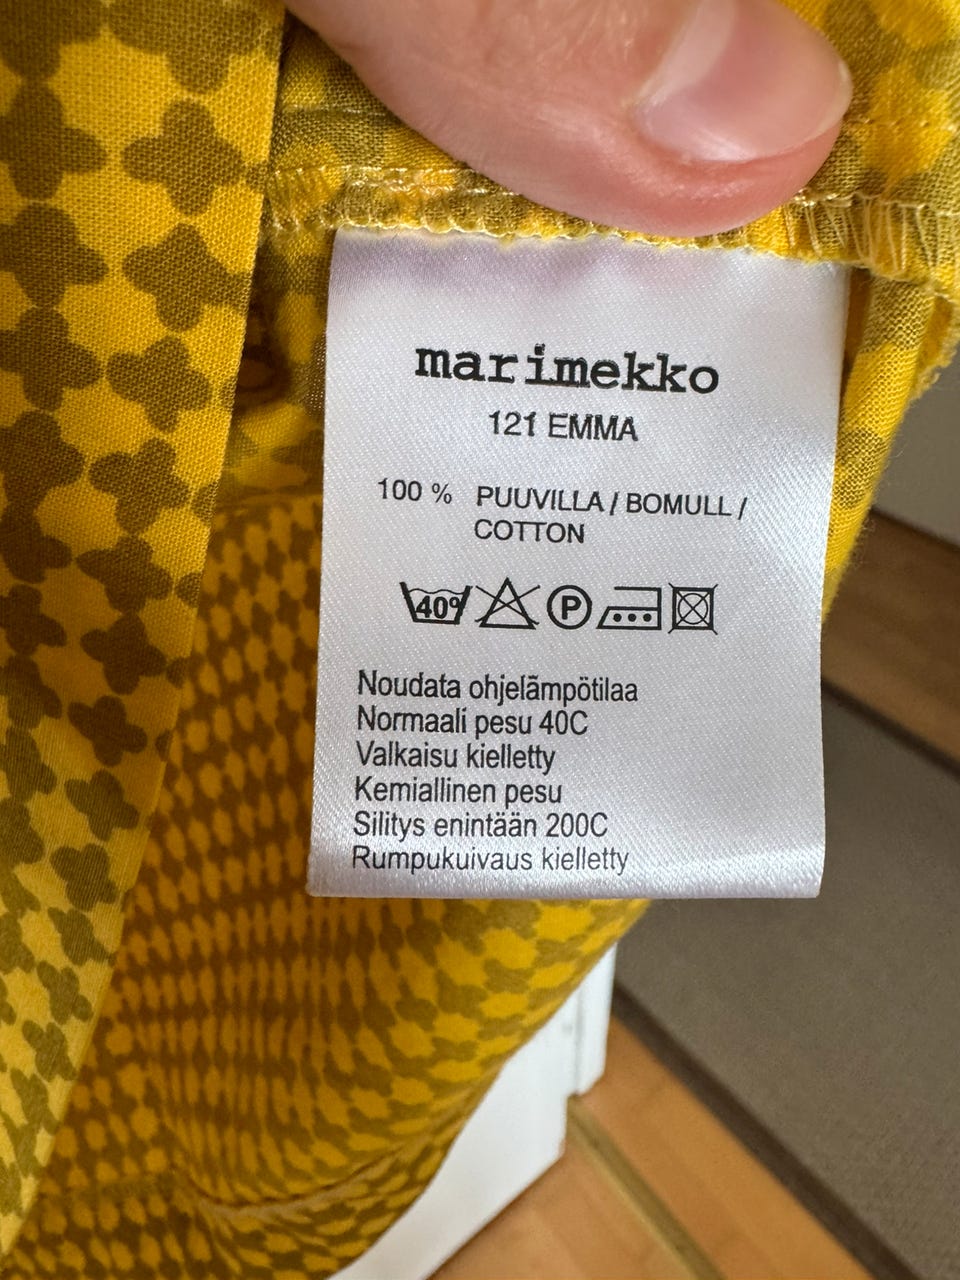 marimekko
121 EMMA
100 % PUUVILLA / BOMULL /
COTTON
40º P
Noudata ohjelämpötilaa
Normaali pesu 40C
Valkaisu kielletty
Kemiallinen pesu
Silitys enintään 200C
Rumpukuivaus kielletty